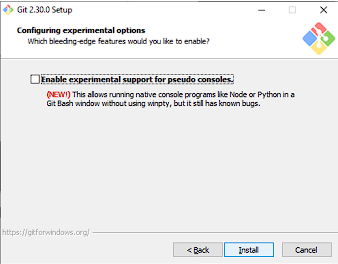 Git 2.30.0 Setup
Configuring experimental options
Which bleeding-edge features would you like to enable?
Enable experimental support for pseudo consoles.
(NEW!) This allows running native console programs like Node or Python in a
Git Bash window without using winpty, but it still has known bugs.
https://gitforwindows.org/
< Back Install Cancel